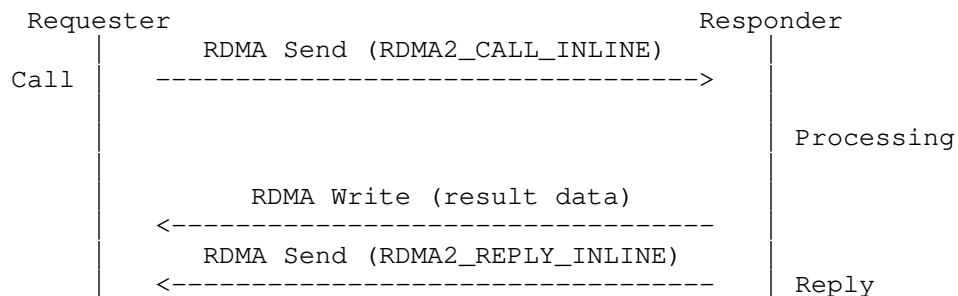 Requester Responder
RDMA Send (RDMA2_CALL_INLINE)
Call
Processing
RDMA Write (result data)
RDMA Send (RDMA2_REPLY_INLINE)
Reply